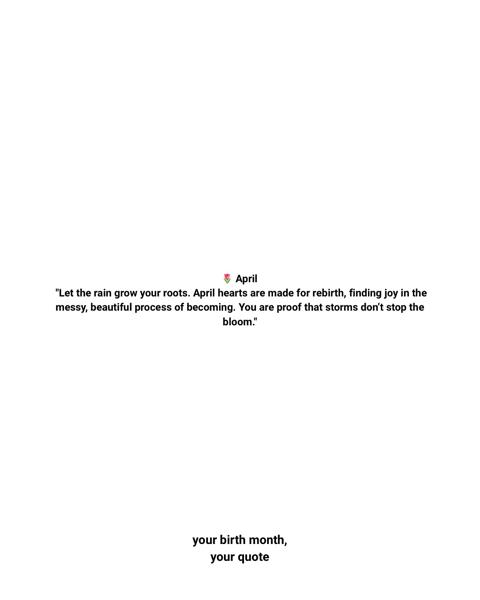 🌷 April
"Let the rain grow your roots. April hearts are made for rebirth, finding joy in the
messy, beautiful process of becoming. You are proof that storms don’t stop the
bloom."
your birth month,
your quote